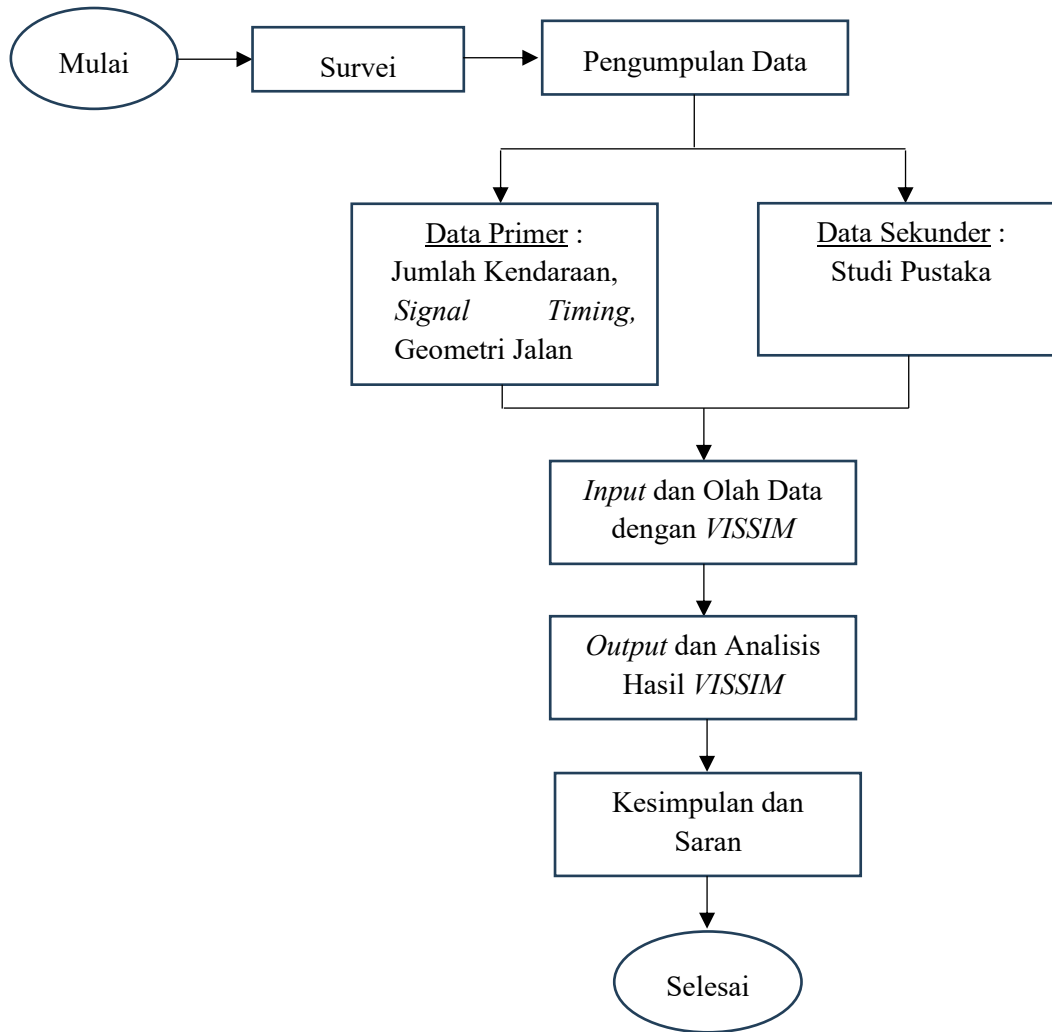 Mulai
Survei
Pengumpulan Data
Data Primer :
Jumlah Kendaraan,
Signal Timing,
Geometri Jalan
Data Sekunder :
Studi Pustaka
Input dan Olah Data
dengan VISSIM
Output dan Analisis
Hasil VISSIM
Kesimpulan dan
Saran
Selesai